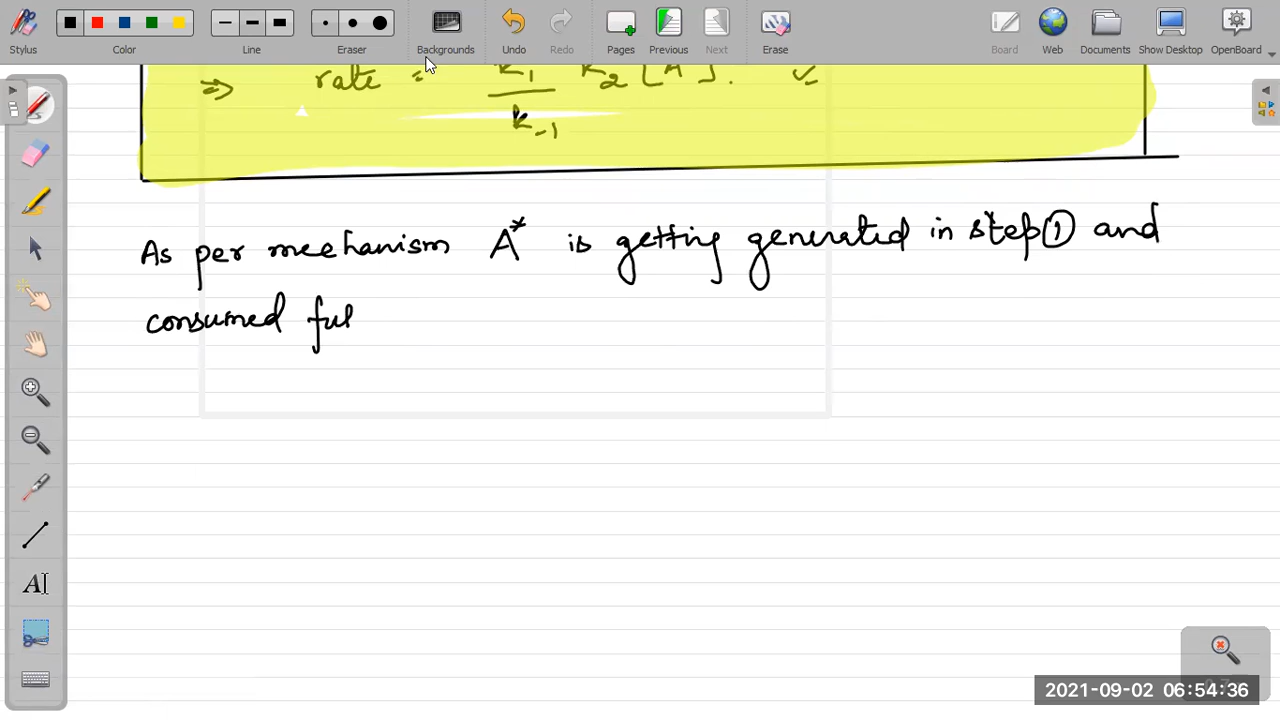 Stylus
Color
Line
Eraser
Backgrounds
Undo
Redo
Pages
Previous
Next
Erase
Board
Web
Documents
Show Desktop
OpenBoard
⇒ rate = k₁ k₂ [A].
k₋₁
As per mechanism A* is getting generated in step ① and
consumed ful
2021-09-02 06:54:36